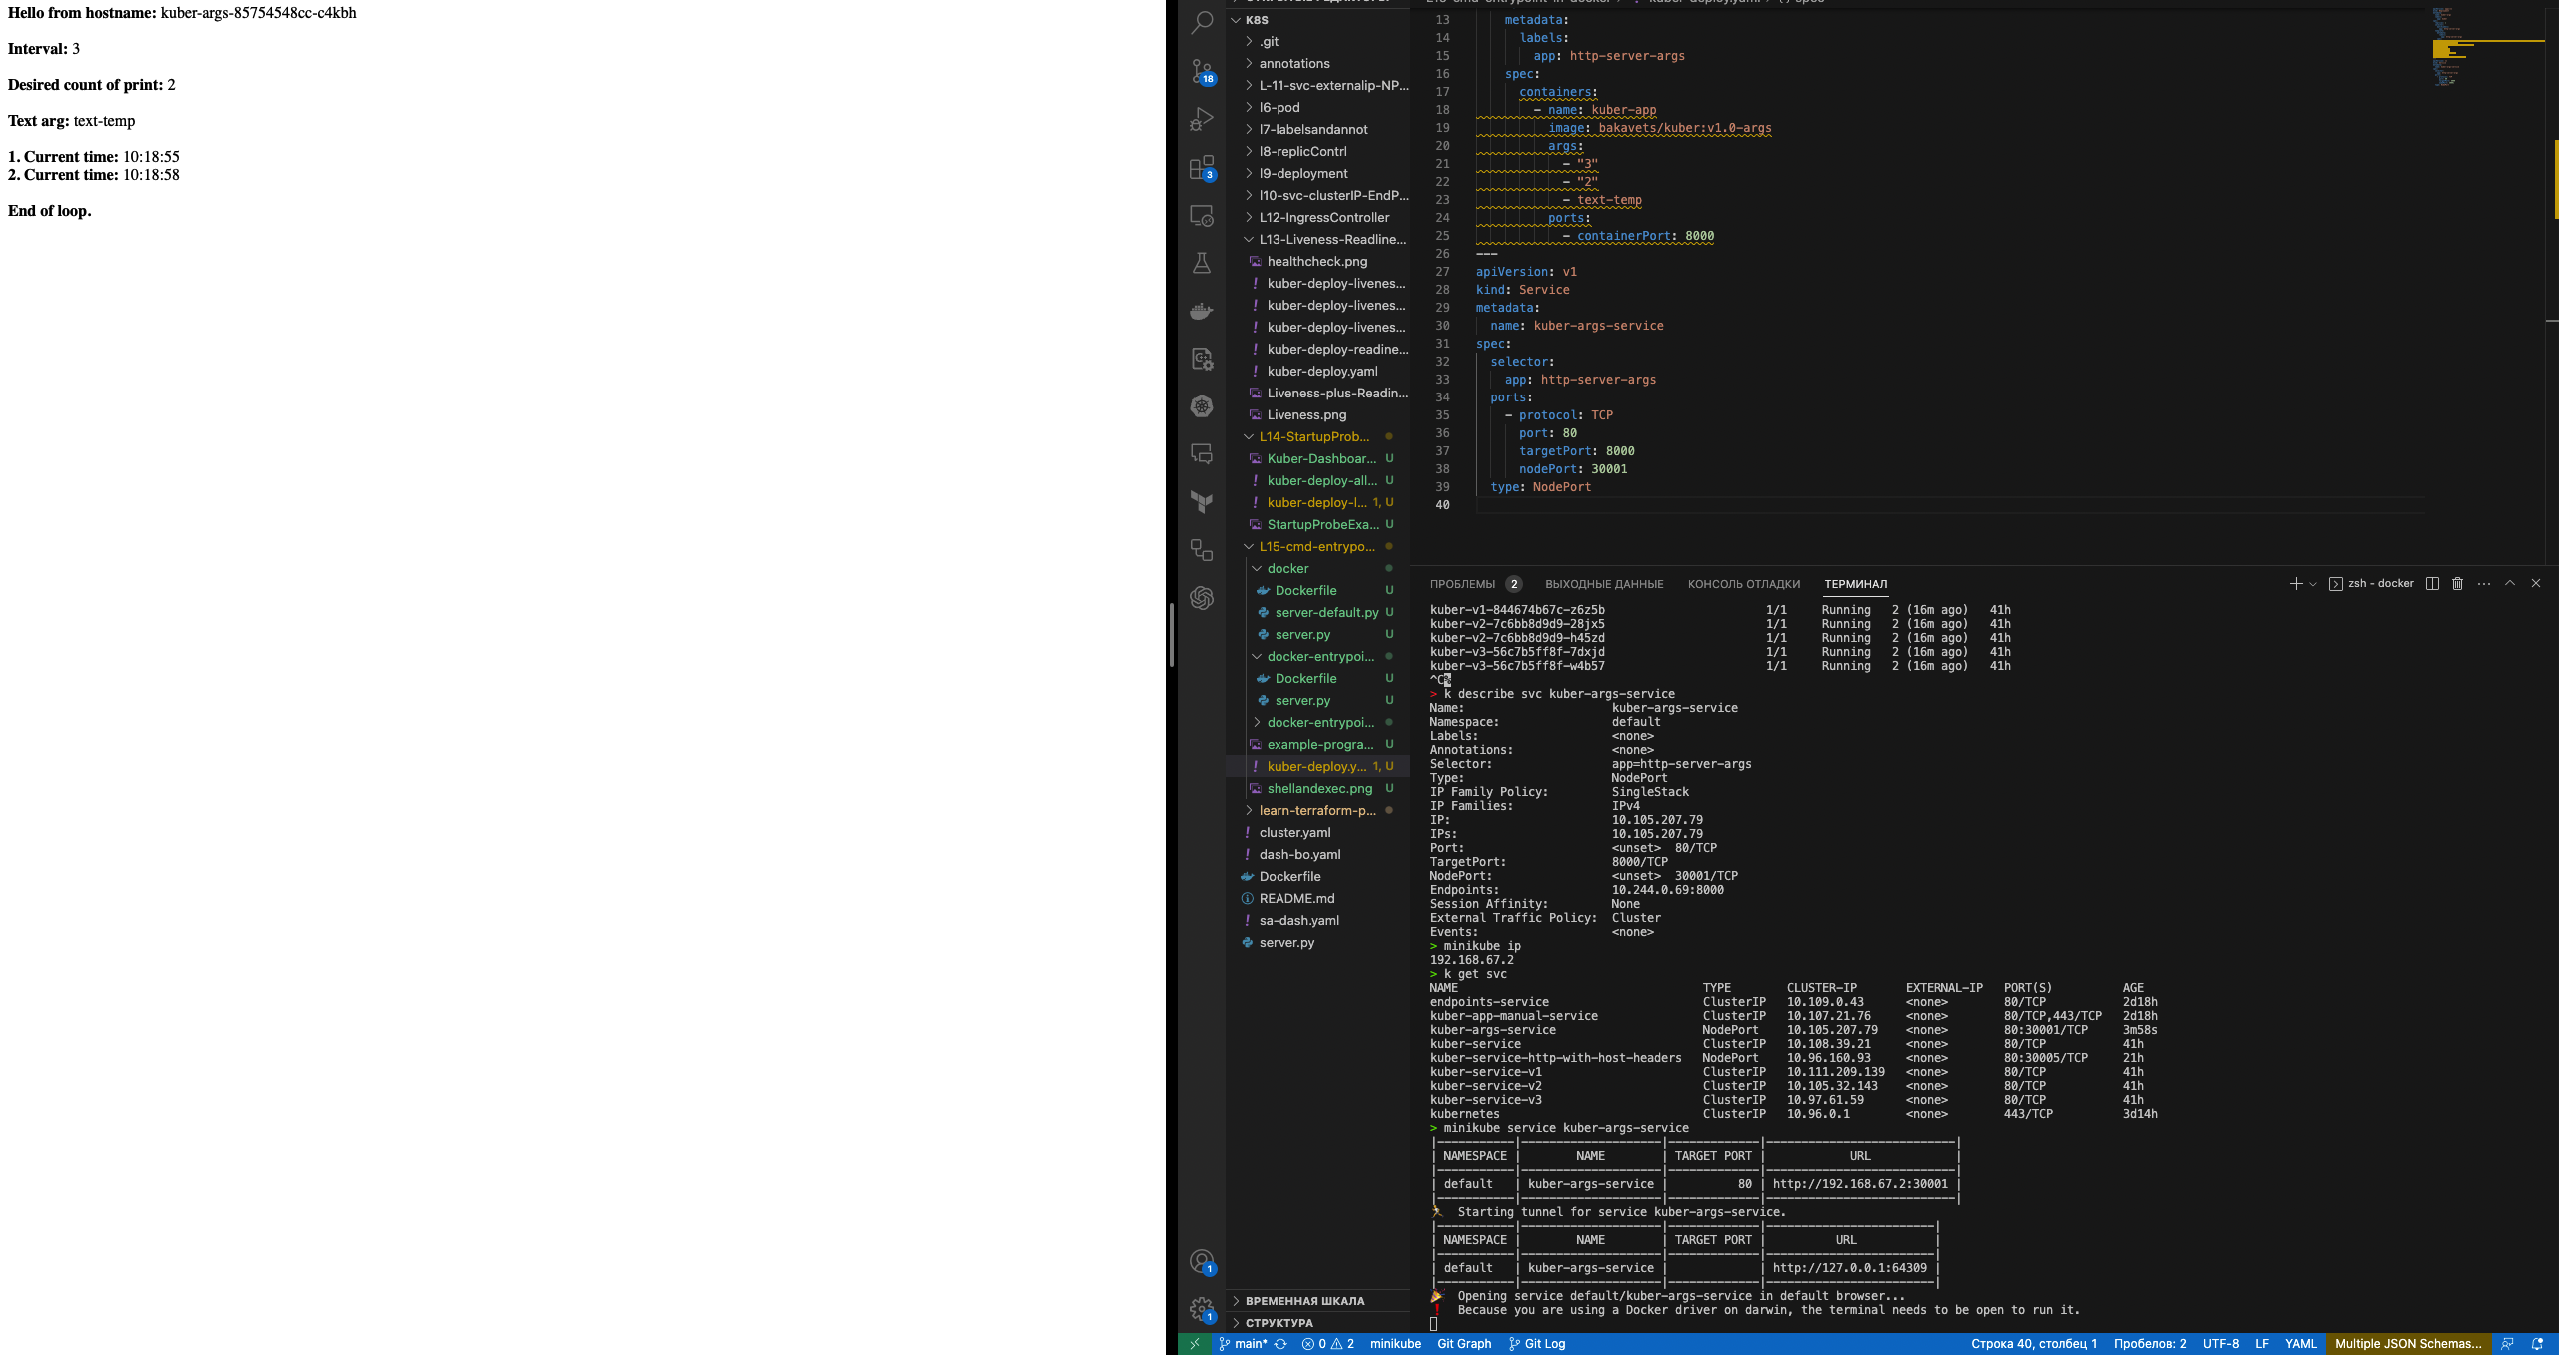 Hello from hostname: kuber-args-85754548cc-c4kbh
Interval: 3
Desired count of print: 2
Text arg: text-temp
1. Current time: 10:18:55
2. Current time: 10:18:58
End of loop.
18
3
K8S
.git
annotations
L-11-svc-externalip-NP...
l6-pod
l7-labelsandannot
l8-replicContrl
l9-deployment
l10-svc-clusterIP-EndP...
L12-IngressController
L13-Liveness-Readline...
healthcheck.png
! kuber-deploy-livenes...
! kuber-deploy-livenes...
! kuber-deploy-livenes...
! kuber-deploy-readine...
! kuber-deploy.yaml
Liveness-plus-Readin...
Liveness.png
L14-StartupProb...
Kuber-Dashboar... U
! kuber-deploy-all... U
! kuber-deploy-l... 1, U
StartupProbeExa... U
L15-cmd-entrypo...
docker
Dockerfile U
server-default.py U
server.py U
docker-entrypoi...
Dockerfile U
server.py U
docker-entrypoi...
example-progra... U
! kuber-deploy.y... 1, U
shellandexec.png U
learn-terraform-p...
! cluster.yaml
! dash-bo.yaml
Dockerfile
README.md
! sa-dash.yaml
server.py
1
1
ВРЕМЕННАЯ ШКАЛА
СТРУКТУРА
13 metadata:
14 labels:
15 app: http-server-args
16 spec:
17 containers:
18 - name: kuber-app
19 image: bakavets/kuber:v1.0-args
20 args:
21 - "3"
22 - "2"
23 - text-temp
24 ports:
25 - containerPort: 8000
26 ---
27 apiVersion: v1
28 kind: Service
29 metadata:
30 name: kuber-args-service
31 spec:
32 selector:
33 app: http-server-args
34 ports:
35 - protocol: TCP
36 port: 80
37 targetPort: 8000
38 nodePort: 30001
39 type: NodePort
40
ПРОБЛЕМЫ 2 ВЫХОДНЫЕ ДАННЫЕ КОНСОЛЬ ОТЛАДКИ ТЕРМИНАЛ zsh - docker
kuber-v1-844674b67c-z6z5b 1/1 Running 2 (16m ago) 41h
kuber-v2-7c6bb8d9d9-28jx5 1/1 Running 2 (16m ago) 41h
kuber-v2-7c6bb8d9d9-h45zd 1/1 Running 2 (16m ago) 41h
kuber-v3-56c7b5ff8f-7dxjd 1/1 Running 2 (16m ago) 41h
kuber-v3-56c7b5ff8f-w4b57 1/1 Running 2 (16m ago) 41h
^C%
> k describe svc kuber-args-service
Name: kuber-args-service
Namespace: default
Labels: <none>
Annotations: <none>
Selector: app=http-server-args
Type: NodePort
IP Family Policy: SingleStack
IP Families: IPv4
IP: 10.105.207.79
IPs: 10.105.207.79
Port: <unset> 80/TCP
TargetPort: 8000/TCP
NodePort: <unset> 30001/TCP
Endpoints: 10.244.0.69:8000
Session Affinity: None
External Traffic Policy: Cluster
Events: <none>
> minikube ip
192.168.67.2
> k get svc
NAME TYPE CLUSTER-IP EXTERNAL-IP PORT(S) AGE
endpoints-service ClusterIP 10.109.0.43 <none> 80/TCP 2d18h
kuber-app-manual-service ClusterIP 10.107.21.76 <none> 80/TCP,443/TCP 2d18h
kuber-args-service NodePort 10.105.207.79 <none> 80:30001/TCP 3m58s
kuber-service ClusterIP 10.108.39.21 <none> 80/TCP 41h
kuber-service-http-with-host-headers NodePort 10.96.160.93 <none> 80:30005/TCP 21h
kuber-service-v1 ClusterIP 10.111.209.139 <none> 80/TCP 41h
kuber-service-v2 ClusterIP 10.105.32.143 <none> 80/TCP 41h
kuber-service-v3 ClusterIP 10.97.61.59 <none> 80/TCP 41h
kubernetes ClusterIP 10.96.0.1 <none> 443/TCP 3d14h
> minikube service kuber-args-service
| NAMESPACE | NAME | TARGET PORT | URL |
| default | kuber-args-service | 80 | http://192.168.67.2:30001 |
Starting tunnel for service kuber-args-service.
| NAMESPACE | NAME | TARGET PORT | URL |
| default | kuber-args-service | | http://127.0.0.1:64309 |
Opening service default/kuber-args-service in default browser...
! Because you are using a Docker driver on darwin, the terminal needs to be open to run it.
main* 0 2 minikube Git Graph Git Log Строка 40, столбец 1 Пробелов: 2 UTF-8 LF YAML Multiple JSON Schemas...